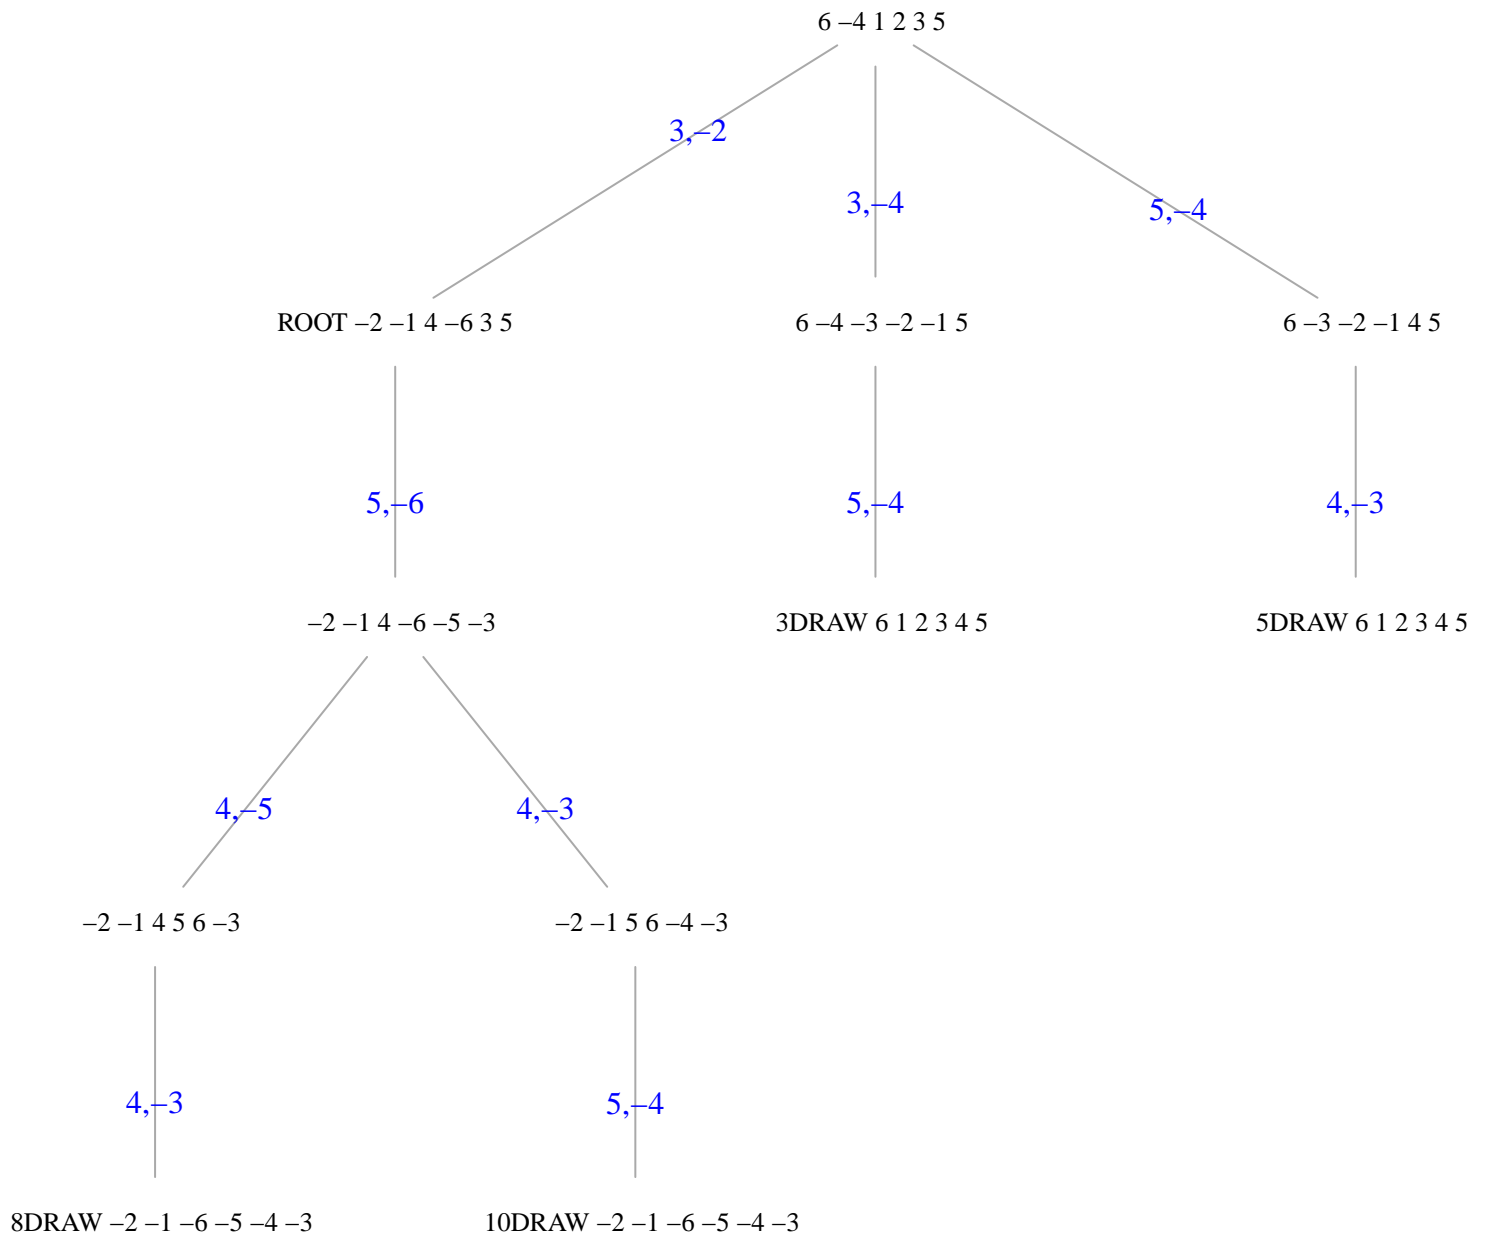 6 –4 1 2 3 5
3,–2
3,–4
5,–4
ROOT –2 –1 4 –6 3 5
6 –4 –3 –2 –1 5
6 –3 –2 –1 4 5
5,–6
5,–4
4,–3
–2 –1 4 –6 –5 –3
3DRAW 6 1 2 3 4 5
5DRAW 6 1 2 3 4 5
4,–5
4,–3
–2 –1 4 5 6 –3
–2 –1 5 6 –4 –3
4,–3
5,–4
8DRAW –2 –1 –6 –5 –4 –3
10DRAW –2 –1 –6 –5 –4 –3